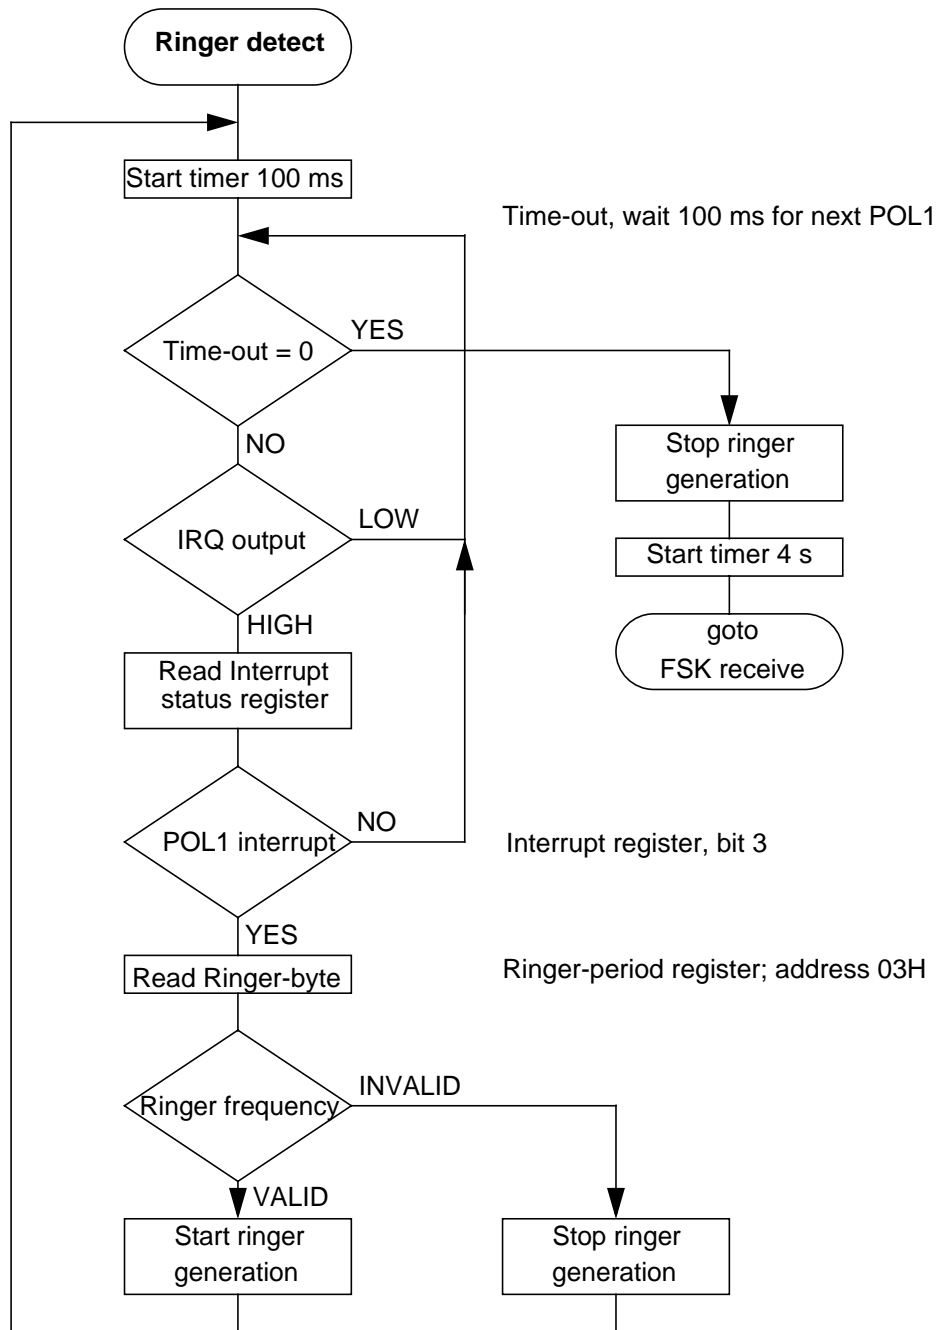 Ringer detect
Start timer 100 ms
Time-out, wait 100 ms for next POL1
YES
Time-out = 0
NO
Stop ringer
generation
LOW
IRQ output
Start timer 4 s
HIGH
goto
FSK receive
Read Interrupt
status register
NO
POL1 interrupt
Interrupt register, bit 3
YES
Read Ringer-byte
Ringer-period register; address 03H
INVALID
Ringer frequency
VALID
Start ringer
generation
Stop ringer
generation